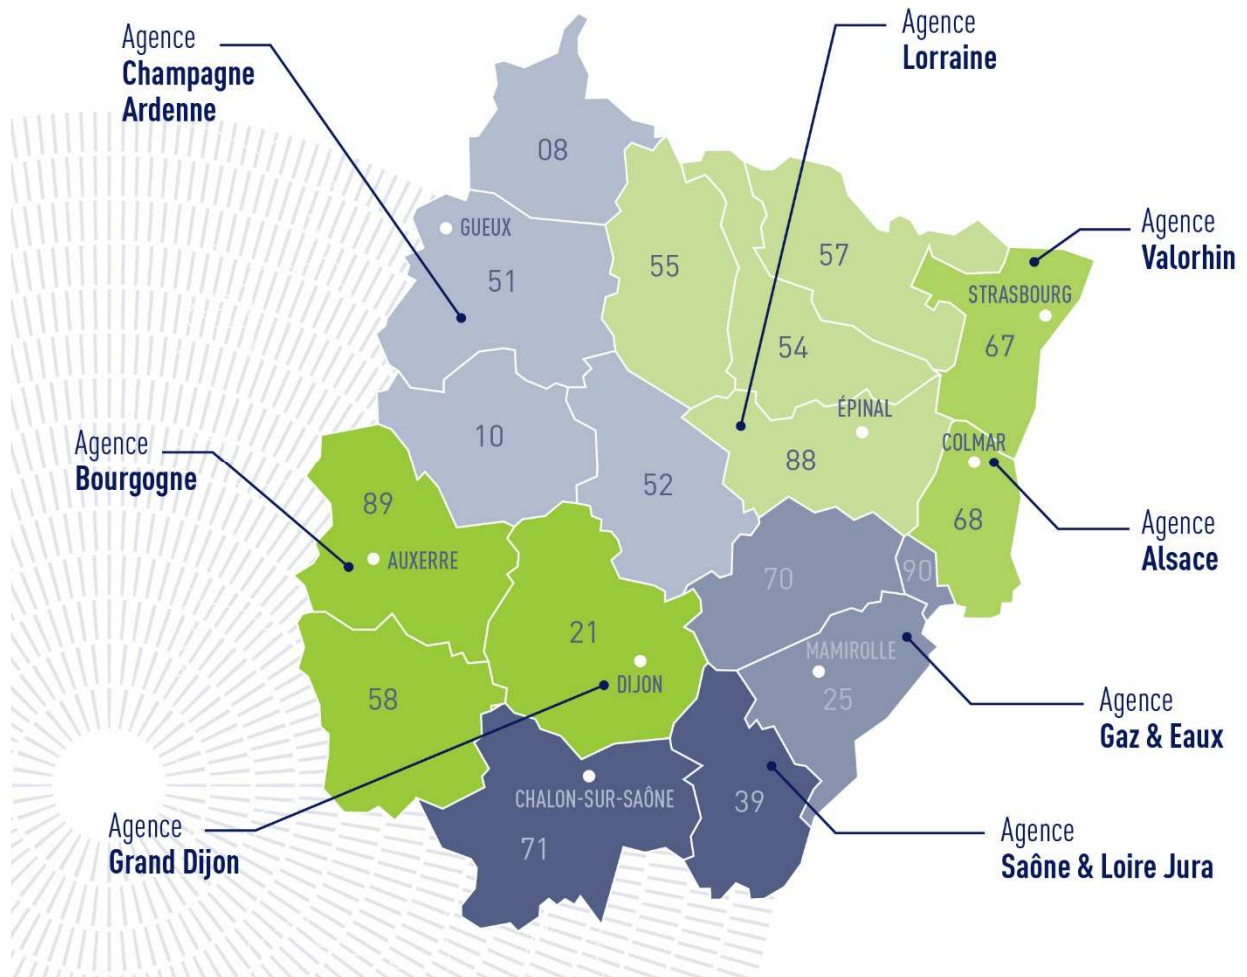 Agence
Champagne
Ardenne
Agence
Lorraine
08
GUEUX
51
55
57
Agence
Valorhin
STRASBOURG
67
54
10
ÉPINAL
88
COLMAR
52
68
Agence
Bourgogne
89
AUXERRE
Agence
Alsace
70
90
21
DIJON
MAMIROLLE
25
58
Agence
Gaz & Eaux
CHALON-SUR-SAÔNE
71
39
Agence
Grand Dijon
Agence
Saône & Loire Jura